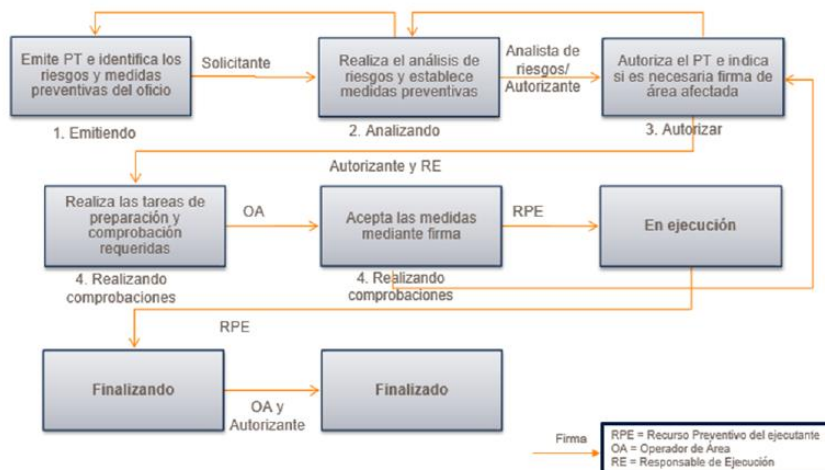 Emite PT e identifica los
riesgos y medidas
preventivas del oficio
Solicitante
Realiza el análisis de
riesgos y establece
medidas preventivas
Analista de
riesgos/
Autorizante
Autoriza el PT e indica
si es necesaria firma de
área afectada
1. Emitiendo
2. Analizando
3. Autorizar
Autorizante y RE
Realiza las tareas de
preparación y
comprobación
requeridas
OA
Acepta las medidas
mediante firma
RPE
En ejecución
4. Realizando
comprobaciones
4. Realizando
comprobaciones
RPE
Finalizando
OA y
Autorizante
Finalizado
Firma
RPE = Recurso Preventivo del ejecutante
OA = Operador de Área
RE = Responsable de Ejecución